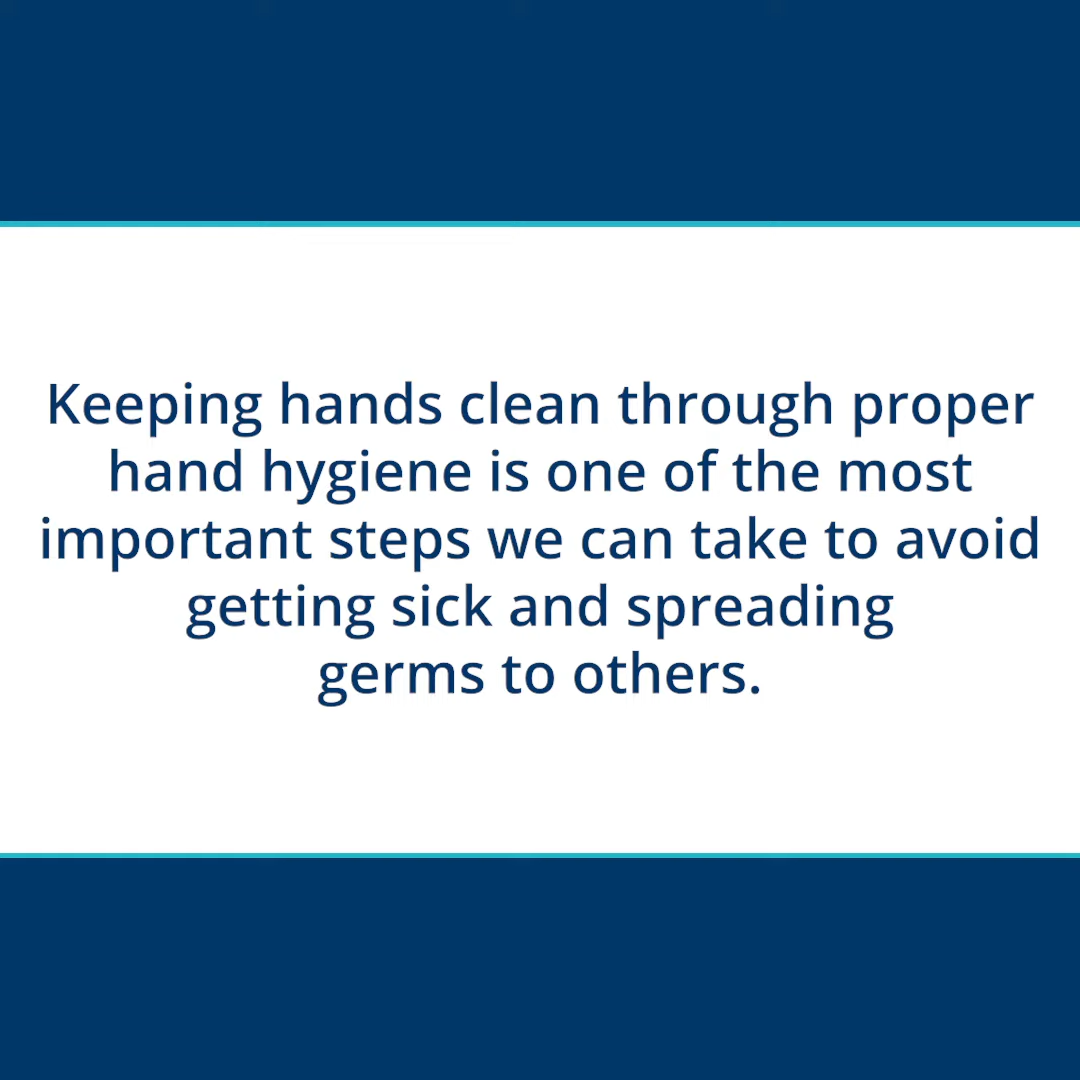 Keeping hands clean through proper
hand hygiene is one of the most
important steps we can take to avoid
getting sick and spreading
germs to others.